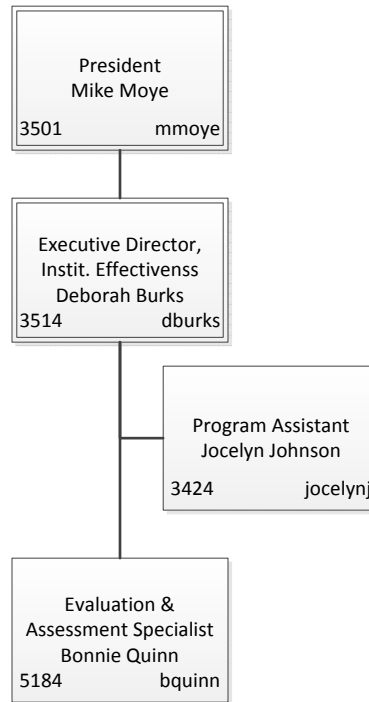 President
Mike Moye
3501 mmoye
Executive Director,
Instit. Effectivenss
Deborah Burks
3514 dburks
Program Assistant
Jocelyn Johnson
3424 jocelynj
Evaluation &
Assessment Specialist
Bonnie Quinn
5184 bquinn